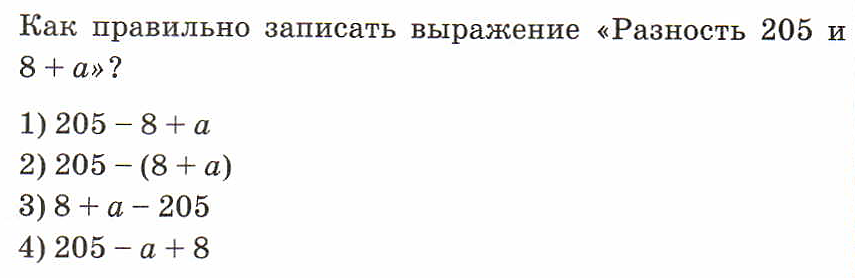 Как правильно записать выражение «Разность 205 и
8 + a»?
1) 205 – 8 + a
2) 205 – (8 + a)
3) 8 + a – 205
4) 205 – a + 8